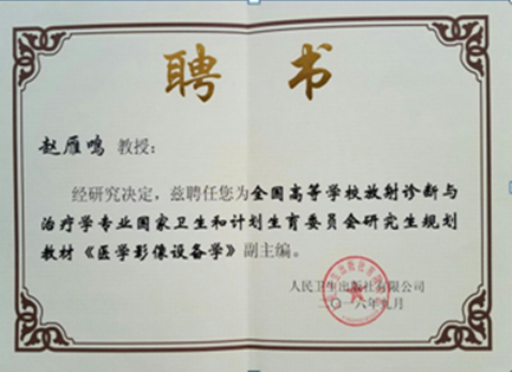 聘书
赵雁鸣 教授：
经研究决定，兹聘任您为全国高等学校放射诊断与
治疗学专业国家卫生和计划生育委员会研究生规划
教材《医学影像设备学》副主编。
人民卫生出版社有限公司
二〇一六年九月